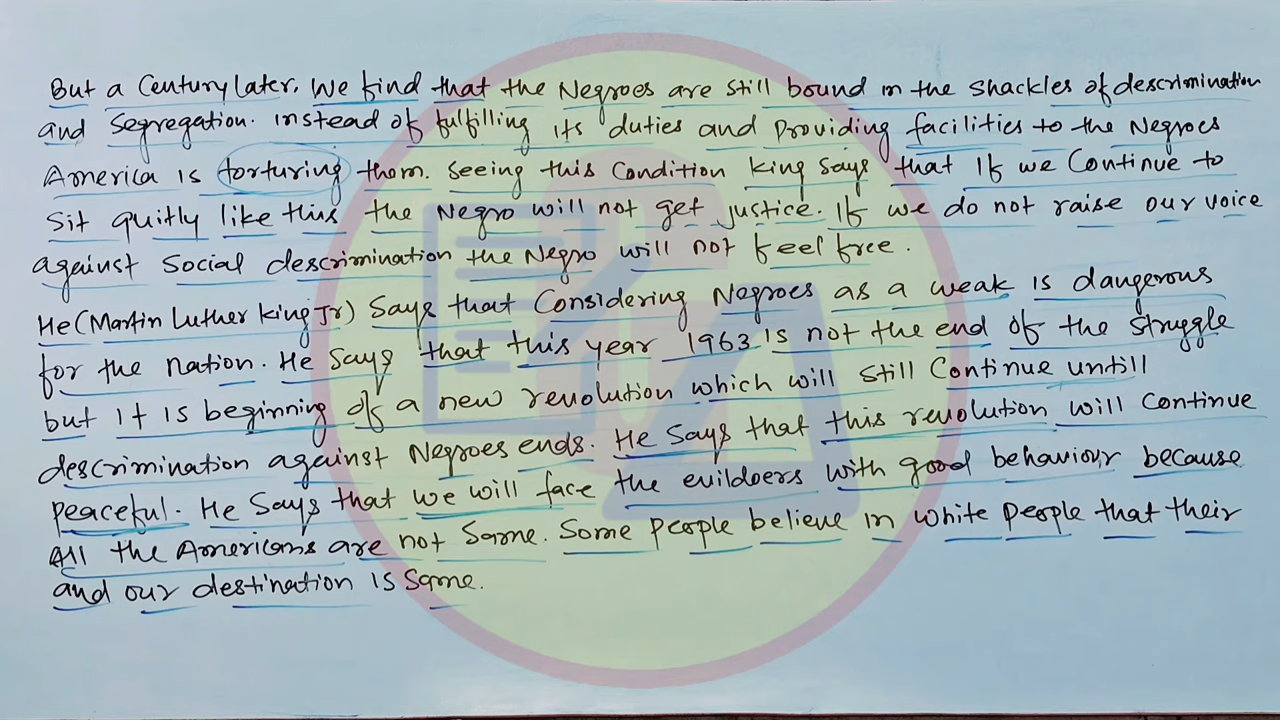 But a Century later, We find that the Negroes are still bound in the shackles of descrimination
and Segregation. instead of fulfilling its duties and Providing facilities to the Negroes
America is torturing them. Seeing this Condition king says that If we Continue to
Sit quitly like this the Negro will not get justice. If we do not raise our voice
against Social descrimination the Negro will not feel free.
He (Martin Luther king Jr) Says that Considering Negroes as a weak is dangerous
for the nation. He Says that this year 1963 is not the end of the Struggle
but it is beginning of a new revolution which will still Continue untill
descrimination against Negroes ends. He Says that this revolution will Continue
Peaceful. He Says that we will face the evildoers with good behaviour because
All the Americans are not Same. Some People believe in white People that their
and our destination is Same.